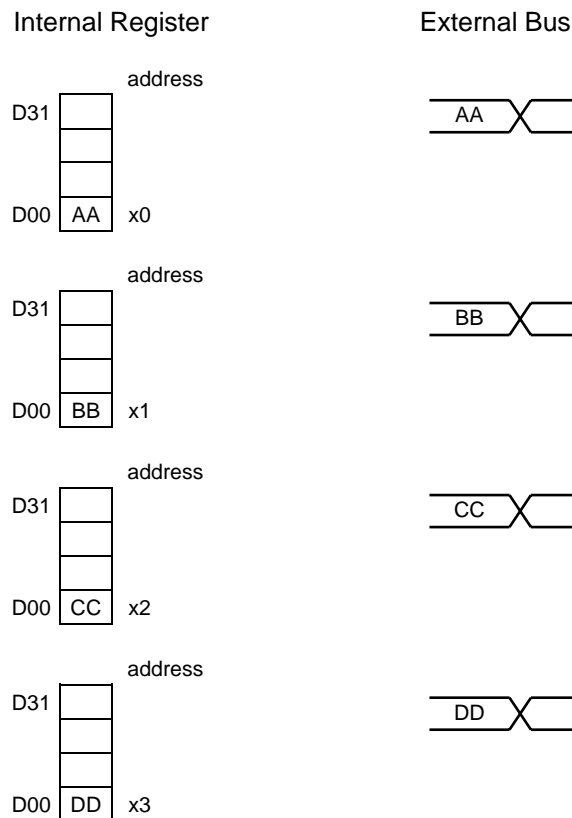 Internal Register External Bus
address
D31 AA
D00 AA x0
address
D31 BB
D00 BB x1
address
D31 CC
D00 CC x2
address
D31 DD
D00 DD x3